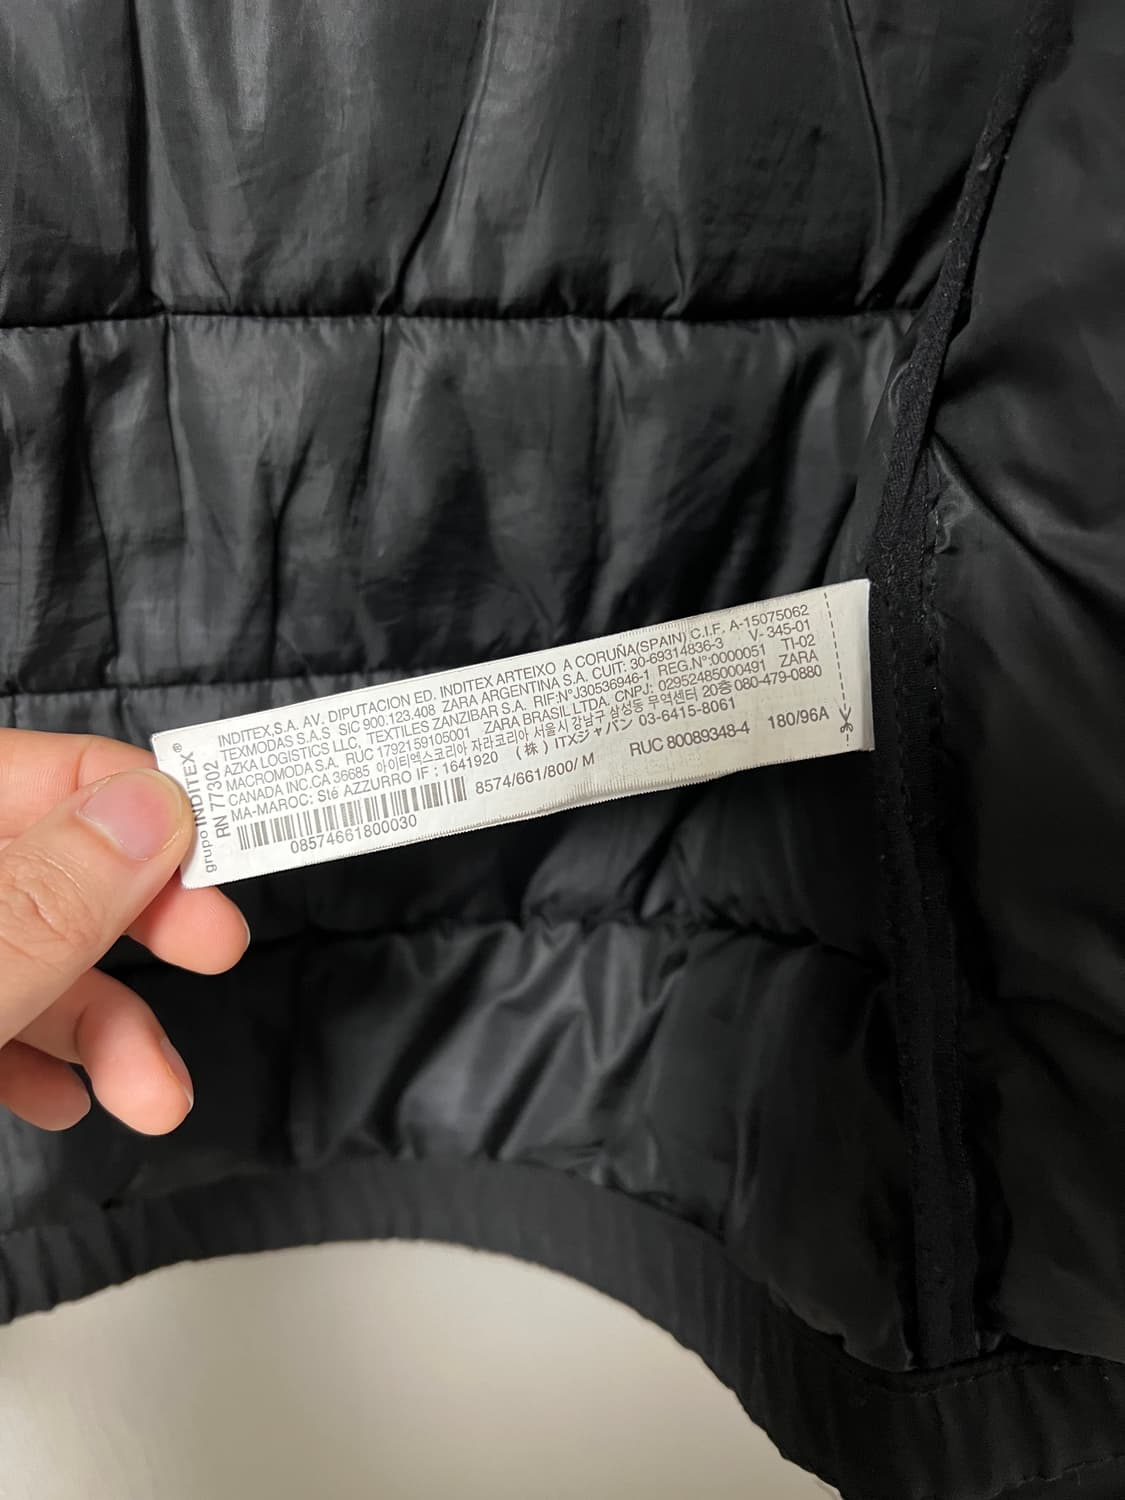 grupo INDITEX®
RN 77302
INDITEX, S.A. AV. DIPUTACION ED. INDITEX ARTEIXO A CORUÑA(SPAIN) C.I.F. A-15075062
TEXMODAS S.A.S SIC 900.123.408 ZARA ARGENTINA S.A. CUIT: 30-69314836-3 V- 345-01
AZKA LOGISTICS LLC, TEXTILES ZANZIBAR S.A. RIF:NºJ30536946-1 REG.Nº:0000051 TI-02
MACROMODA S.A. RUC 1792159105001 ZARA BRASIL LTDA. CNPJ: 02952485000491 ZARA
CANADA INC.CA 36685 아이티엑스코리아 자라코리아 서울시 강남구 삼성동 무역센터 20층 080-479-0880
MA-MAROC: Sté AZZURRO IF : 1641920 (株) ITXジャパン 03-6415-8061
8574/661/800/ M RUC 80089348-4 180/96A
08574661800030